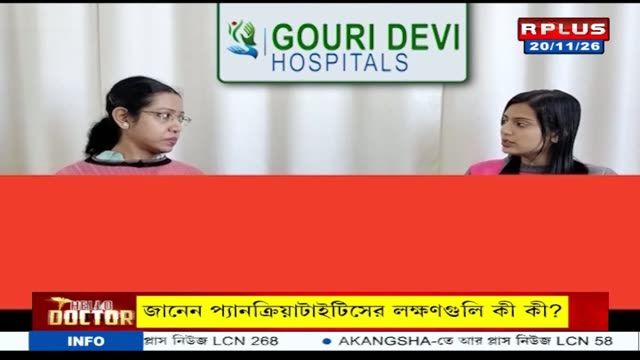 GOURI DEVI
HOSPITALS
RPLUS
20/11/26
HELLO
DOCTOR
জানেন প্যানক্রিয়াটাইটিসের লক্ষণগুলি কী কী?
INFO
প্লাস নিউজ LCN 268
AKANGSHA-তে আর প্লাস নিউজ LCN 58